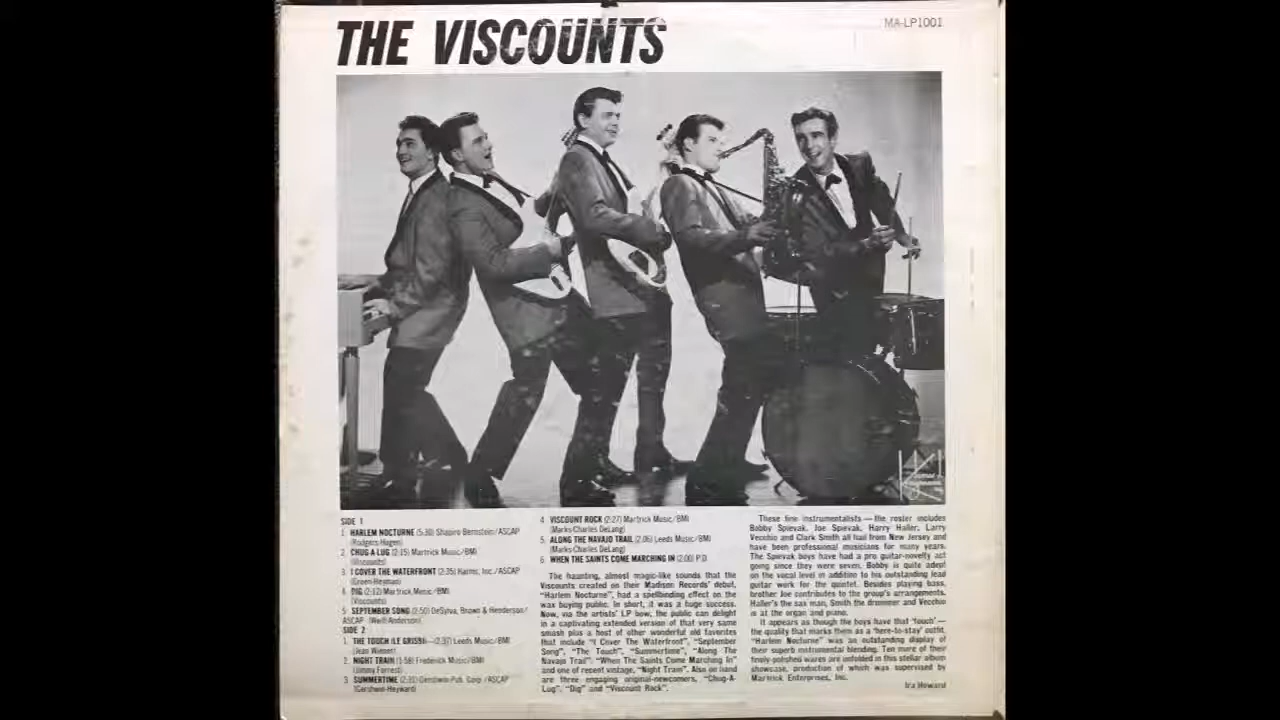 THE VISCOUNTS
MA-LP1001
SIDE 1
1. HARLEM NOCTURNE (5:30) Shapiro Bernstein/ASCAP
(Rodgers-Hagen)
2. CHUG-A-LUG (2:15) Martrick Music/BMI
(Viscounts)
3. I COVER THE WATERFRONT (2:35) Harms, Inc./ASCAP
(Green-Heyman)
4. DIG (2:12) Martrick Music/BMI
(Viscounts)
5. SEPTEMBER SONG (2:50) DeSylva, Brown & Henderson/
ASCAP (Weill-Anderson)
SIDE 2
1. THE TOUCH (LE GRISBI)—(2:37) Leeds Music/BMI
(Jean Wiener)
2. NIGHT TRAIN (1:58) Frederick Music/BMI
(Jimmy Forrest)
3. SUMMERTIME (2:31) Gershwin Pub. Corp./ASCAP
(Gershwin-Heyward)
4. VISCOUNT ROCK (2:27) Martrick Music/BMI
(Marks-Charles-DeLang)
5. ALONG THE NAVAJO TRAIL (2:05) Leeds Music/BMI
(Marks-Charles DeLang)
6. WHEN THE SAINTS COME MARCHING IN (2:00) P.D.
The haunting, almost magic-like sounds that the
Viscounts created on their Madison Records' debut,
"Harlem Nocturne", had a spellbinding effect on the
wax buying public. In short, it was a huge success.
Now, via the artists' LP bow, the public can delight
in a captivating extended version of that very same
smash plus a host of other wonderful old favorites
that include "I Cover The Waterfront", "September
Song", "The Touch", "Summertime", "Along The
Navajo Trail", "When The Saints Come Marching In"
and one of recent vintage, "Night Train". Also on hand
are three engaging original-newcomers, "Chug-A-
Lug", "Dig" and "Viscount Rock".
These fine instrumentalists — the roster includes
Bobby Spievak, Joe Spievak, Harry Haller, Larry
Vecchio and Clark Smith all hail from New Jersey and
have been professional musicians for many years.
The Spievak boys have had a pro guitar-novelty act
going since they were seven. Bobby is quite adept
on the vocal level in addition to his outstanding lead
guitar work for the quintet. Besides playing bass,
brother Joe contributes to the group's arrangements.
Haller's the sax man, Smith the drummer and Vecchio
is at the organ and piano.
It appears as though the boys have that 'touch'—
the quality that marks them as a 'here-to-stay' outfit.
"Harlem Nocturne" was an outstanding display of
their superb instrumental blending. Ten more of their
finely-polished wares are unfolded in this stellar album
showcase, production of which was supervised by
Martrick Enterprises, Inc.
Ira Howard